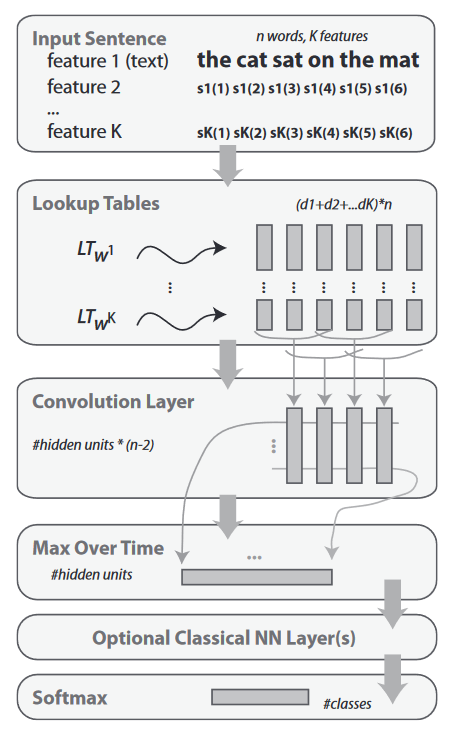 Input Sentence
n words, K features
feature 1 (text) the cat sat on the mat
feature 2 s1(1) s1(2) s1(3) s1(4) s1(5) s1(6)
...
feature K sK(1) sK(2) sK(3) sK(4) sK(5) sK(6)
Lookup Tables
(d1+d2+...dK)*n
LTW1
...
LTWK
Convolution Layer
#hidden units * (n-2)
Max Over Time
...
#hidden units
Optional Classical NN Layer(s)
Softmax
#classes